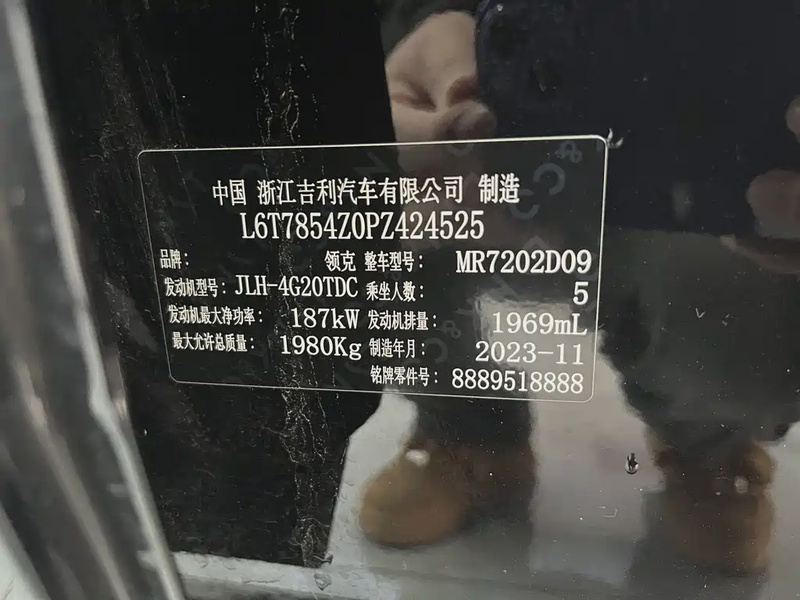 中国 浙江吉利汽车有限公司 制造
L6T7854Z0PZ424525
品牌： 领克 整车型号： MR7202D09
发动机型号： JLH-4G20TDC 乘坐人数： 5
发动机最大净功率： 187kW 发动机排量： 1969mL
最大允许总质量： 1980Kg 制造年月： 2023-11
铭牌零件号： 8889518888